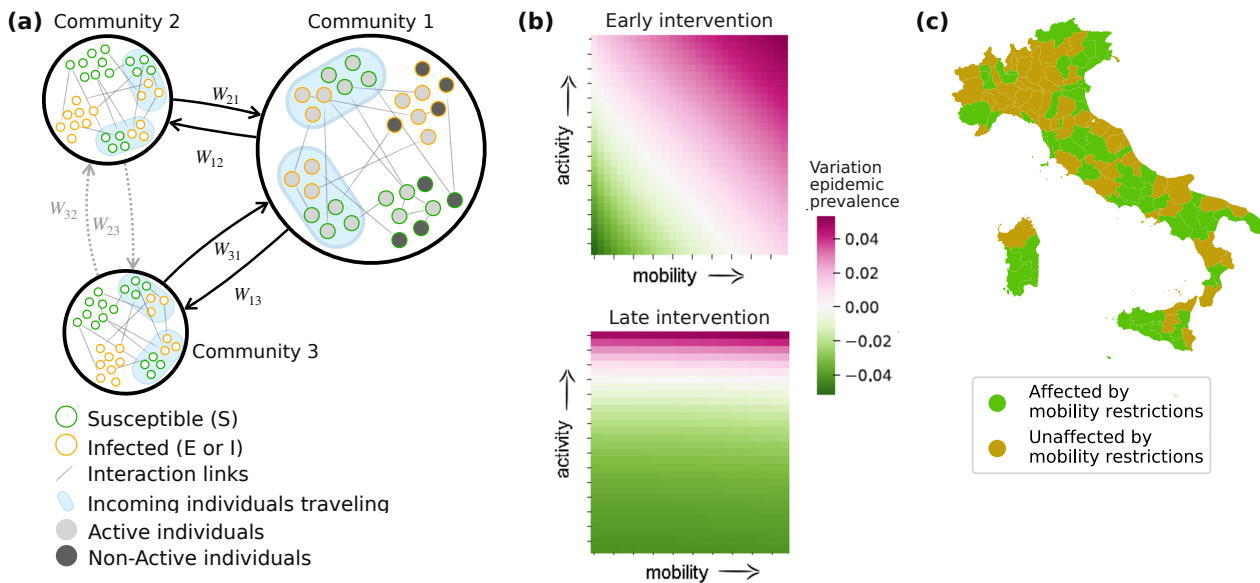 (a)
Community 2
Community 1
W21
W12
W32
W23
W31
W13
Community 3
Susceptible (S)
Infected (E or I)
Interaction links
Incoming individuals traveling
Active individuals
Non-Active individuals
(b)
Early intervention
activity
mobility
Late intervention
activity
mobility
Variation
epidemic
prevalence
0.04
0.02
0.00
−0.02
−0.04
(c)
Affected by
mobility restrictions
Unaffected by
mobility restrictions